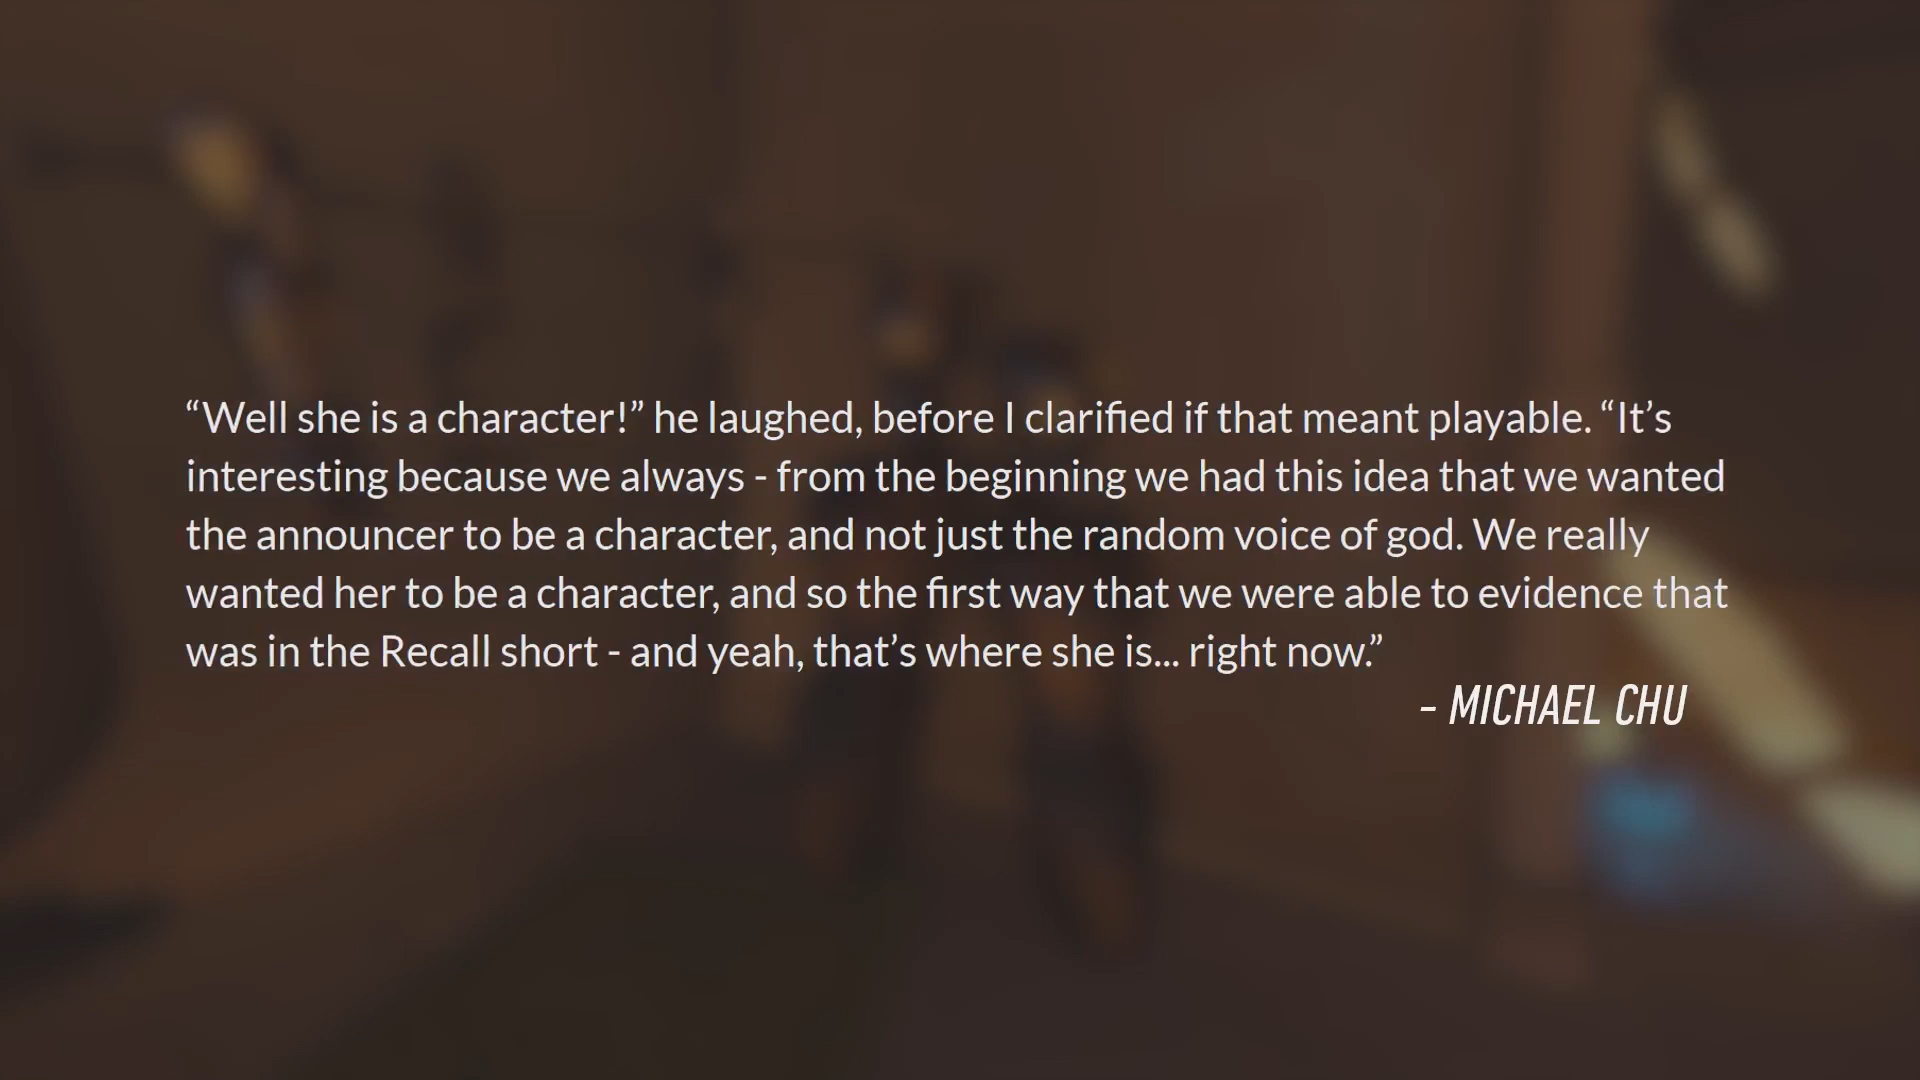 “Well she is a character!” he laughed, before I clarified if that meant playable. “It’s
interesting because we always - from the beginning we had this idea that we wanted
the announcer to be a character, and not just the random voice of god. We really
wanted her to be a character, and so the first way that we were able to evidence that
was in the Recall short - and yeah, that’s where she is... right now.”
- MICHAEL CHU